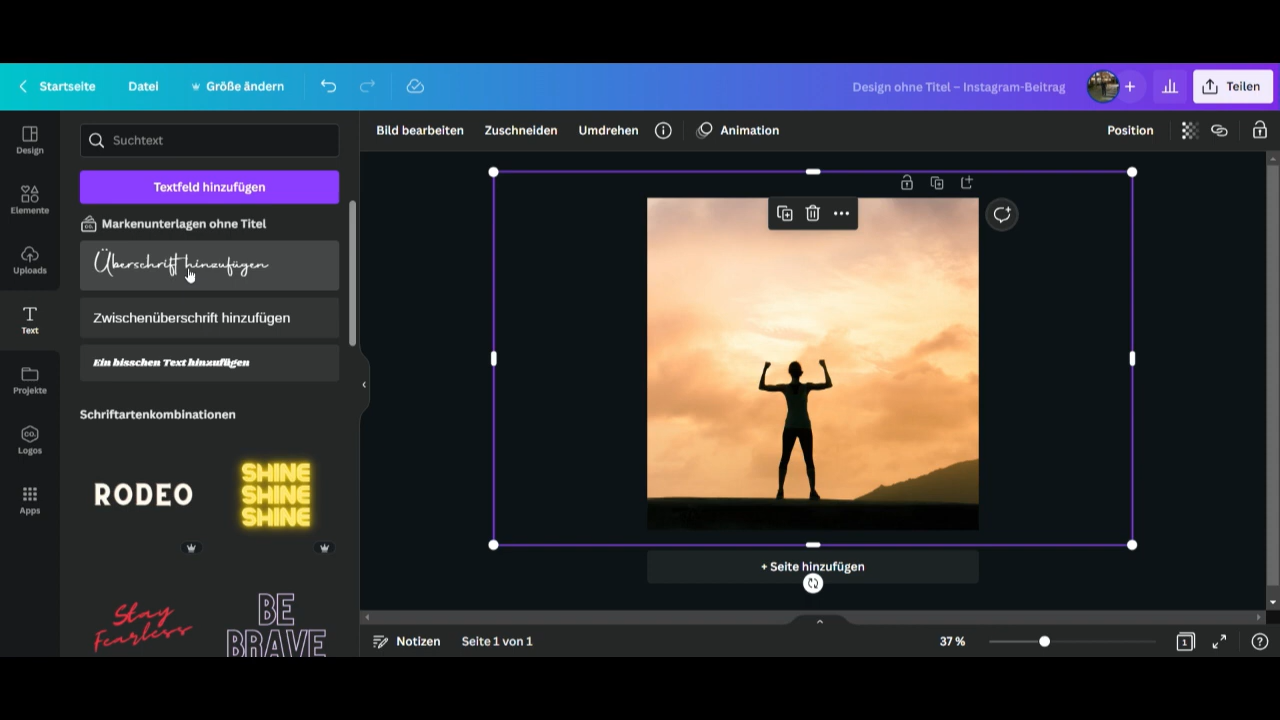 Startseite
Datei
Größe ändern
Design ohne Titel – Instagram-Beitrag
Teilen
Design
Elemente
Uploads
Text
Projekte
Logos
Apps
Suchtext
Textfeld hinzufügen
CO.
Markenunterlagen ohne Titel
Überschrift hinzufügen
Zwischenüberschrift hinzufügen
Ein bisschen Text hinzufügen
Schriftartenkombinationen
RODEO
SHINE
SHINE
SHINE
Stay
Fearless
BE
BRAVE
Bild bearbeiten
Zuschneiden
Umdrehen
Animation
Position
+ Seite hinzufügen
Notizen
Seite 1 von 1
37 %
1